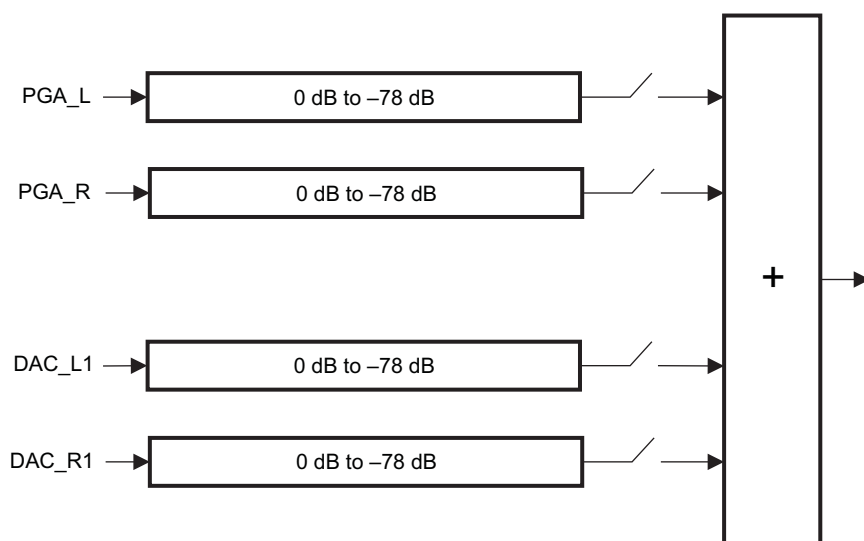 PGA_L
0 dB to –78 dB
PGA_R
0 dB to –78 dB
+
DAC_L1
0 dB to –78 dB
DAC_R1
0 dB to –78 dB